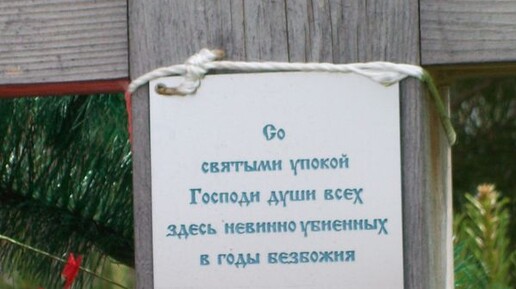 Со
святыми упокой
Господи души всех
здесь невинно убиенных
в годы безбожия